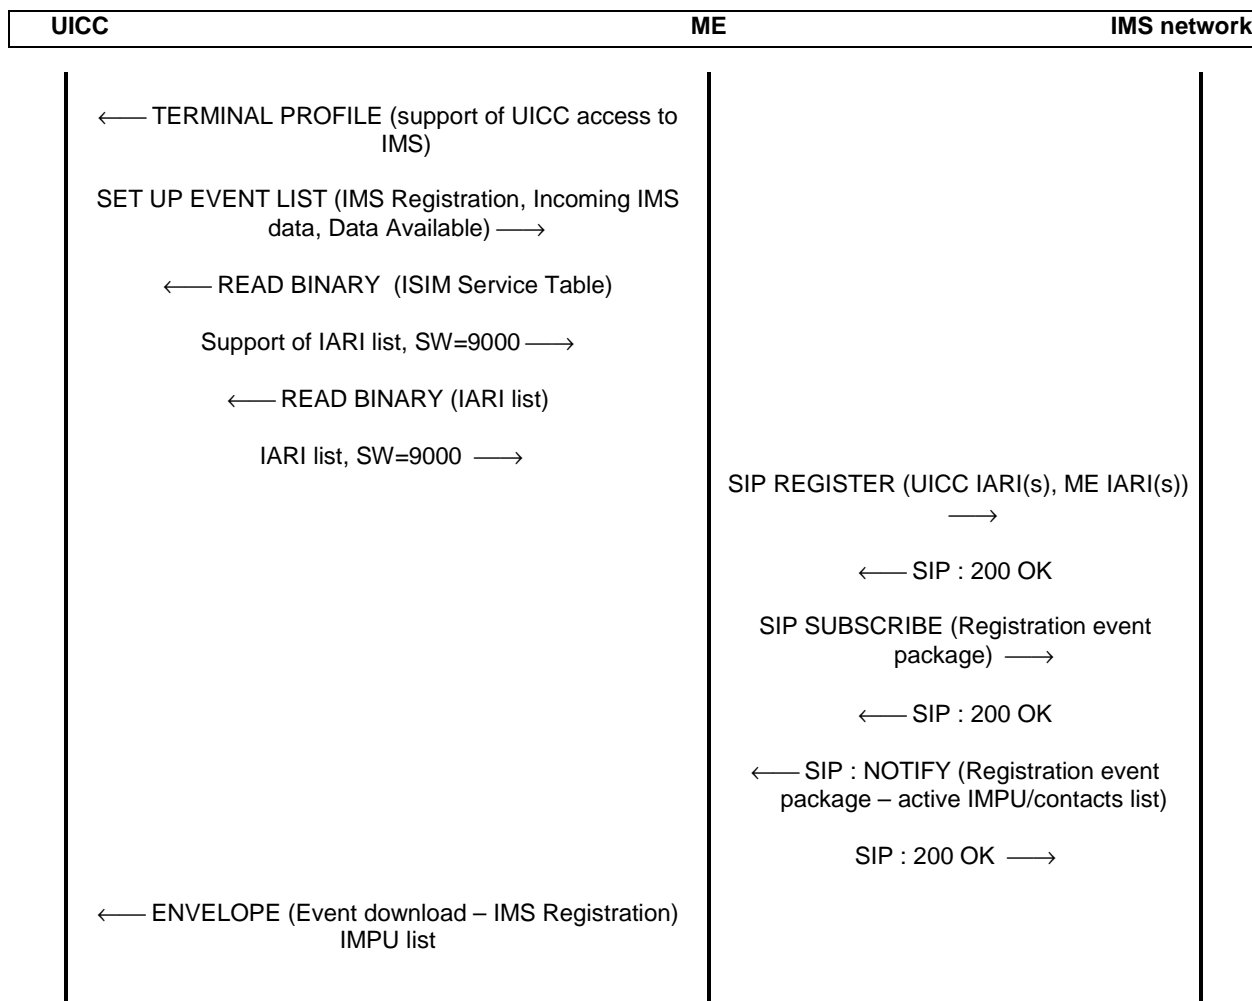 UICC ME IMS network
← TERMINAL PROFILE (support of UICC access to
IMS)
SET UP EVENT LIST (IMS Registration, Incoming IMS
data, Data Available) →
← READ BINARY (ISIM Service Table)
Support of IARI list, SW=9000 →
← READ BINARY (IARI list)
IARI list, SW=9000 →
SIP REGISTER (UICC IARI(s), ME IARI(s))
→
← SIP : 200 OK
SIP SUBSCRIBE (Registration event
package) →
← SIP : 200 OK
← SIP : NOTIFY (Registration event
package – active IMPU/contacts list)
SIP : 200 OK →
← ENVELOPE (Event download – IMS Registration)
IMPU list